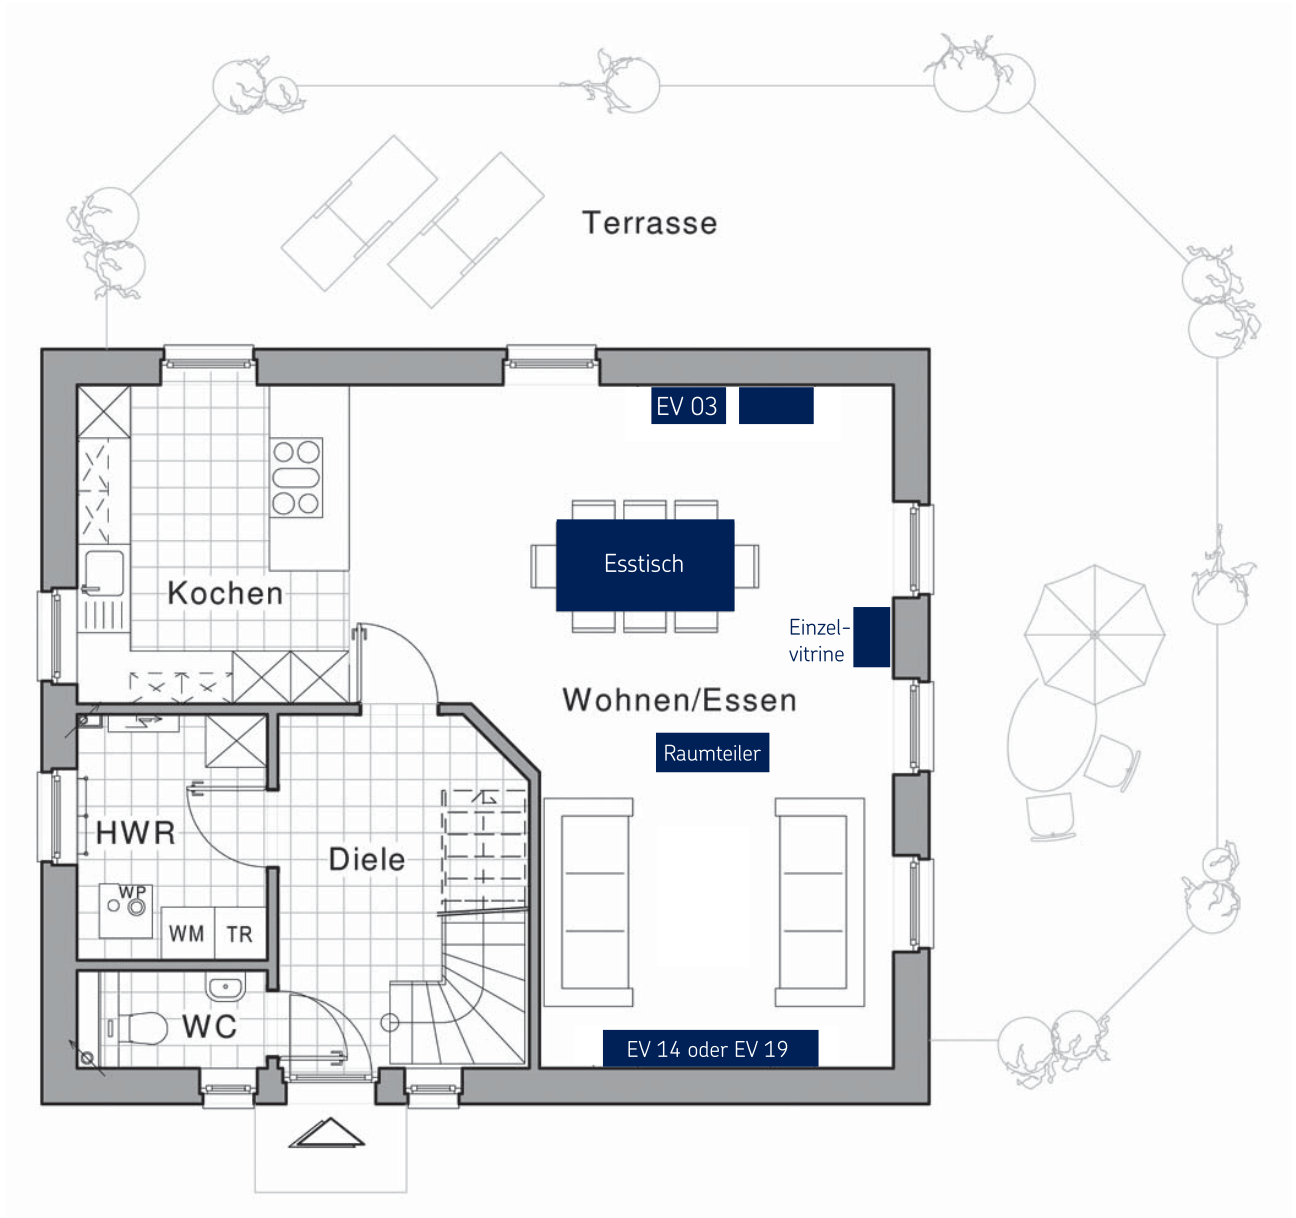 Terrasse
EV 03
Esstisch
Kochen
Einzel-
vitrine
Wohnen/Essen
Raumteiler
HWR
Diele
WP
WM
TR
WC
EV 14 oder EV 19